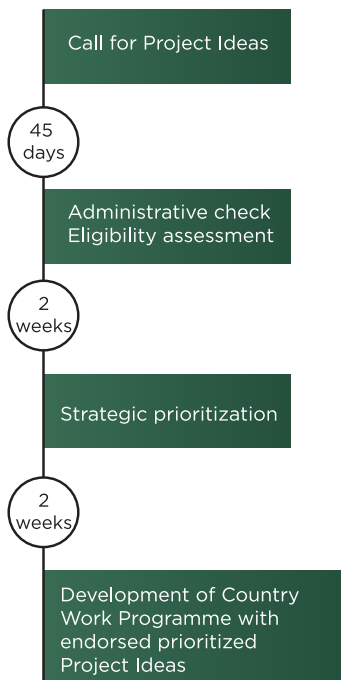 Call for Project Ideas
45
days
Administrative check
Eligibility assessment
2
weeks
Strategic prioritization
2
weeks
Development of Country
Work Programme with
endorsed prioritized
Project Ideas